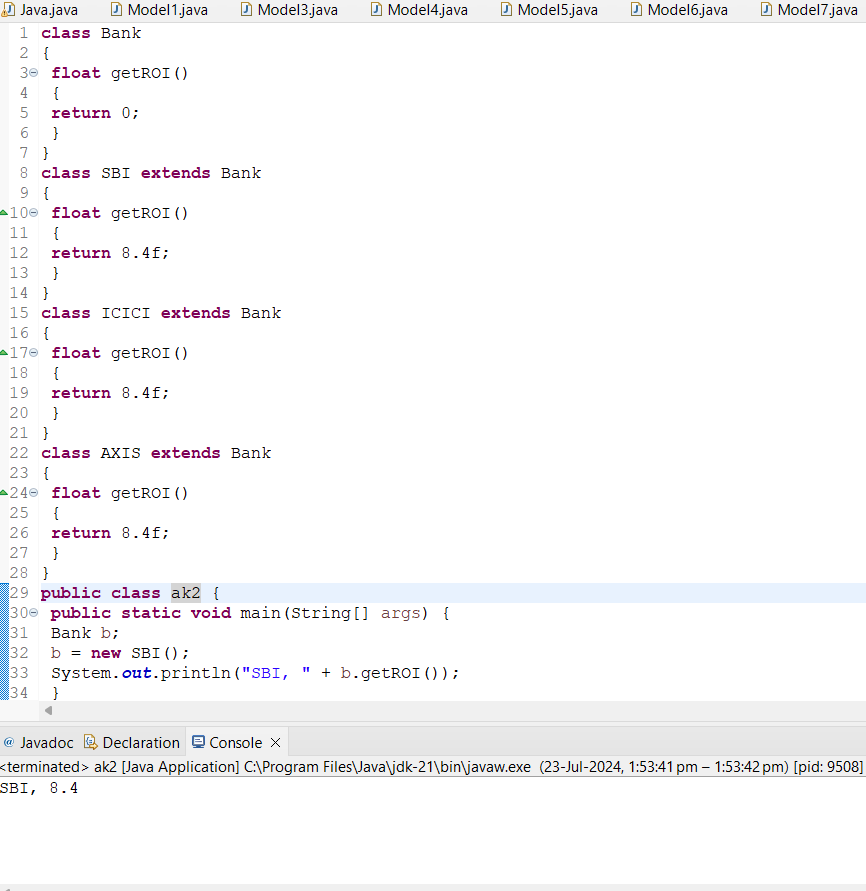 Java.java Model1.java Model3.java Model4.java Model5.java Model6.java Model7.java
1 class Bank
2 {
3 float getROI()
4 {
5 return 0;
6 }
7 }
8 class SBI extends Bank
9 {
10 float getROI()
11 {
12 return 8.4f;
13 }
14 }
15 class ICICI extends Bank
16 {
17 float getROI()
18 {
19 return 8.4f;
20 }
21 }
22 class AXIS extends Bank
23 {
24 float getROI()
25 {
26 return 8.4f;
27 }
28 }
29 public class ak2 {
30 public static void main(String[] args) {
31 Bank b;
32 b = new SBI();
33 System.out.println("SBI, " + b.getROI());
34 }
@ Javadoc Declaration Console
<terminated> ak2 [Java Application] C:\Program Files\Java\jdk-21\bin\javaw.exe (23-Jul-2024, 1:53:41 pm – 1:53:42 pm) [pid: 9508]
SBI, 8.4